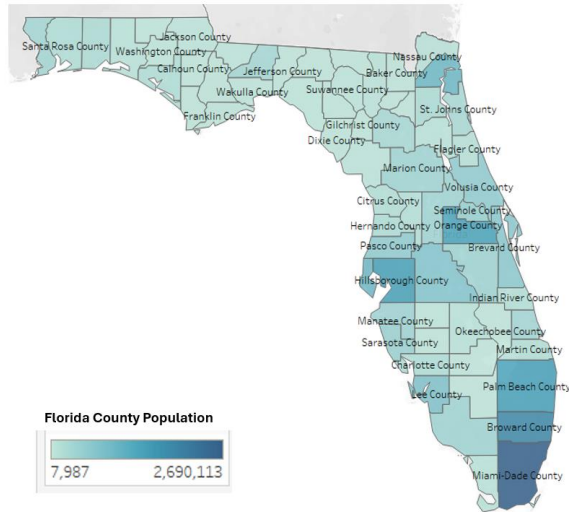 Jackson County
Santa Rosa County
Washington County
Nassau County
Calhoun County
Jefferson County
Baker County
Wakulla County
Suwannee County
Franklin County
St. Johns County
Gilchrist County
Dixie County
Flagler County
Marion County
Volusia County
Citrus County
Seminole County
Hernando County
Orange County
Pasco County
Brevard County
Hillsborough County
Indian River County
Manatee County
Okeechobee County
Sarasota County
Martin County
Charlotte County
Palm Beach County
Lee County
Florida County Population
Broward County
7,987 2,690,113
Miami-Dade County